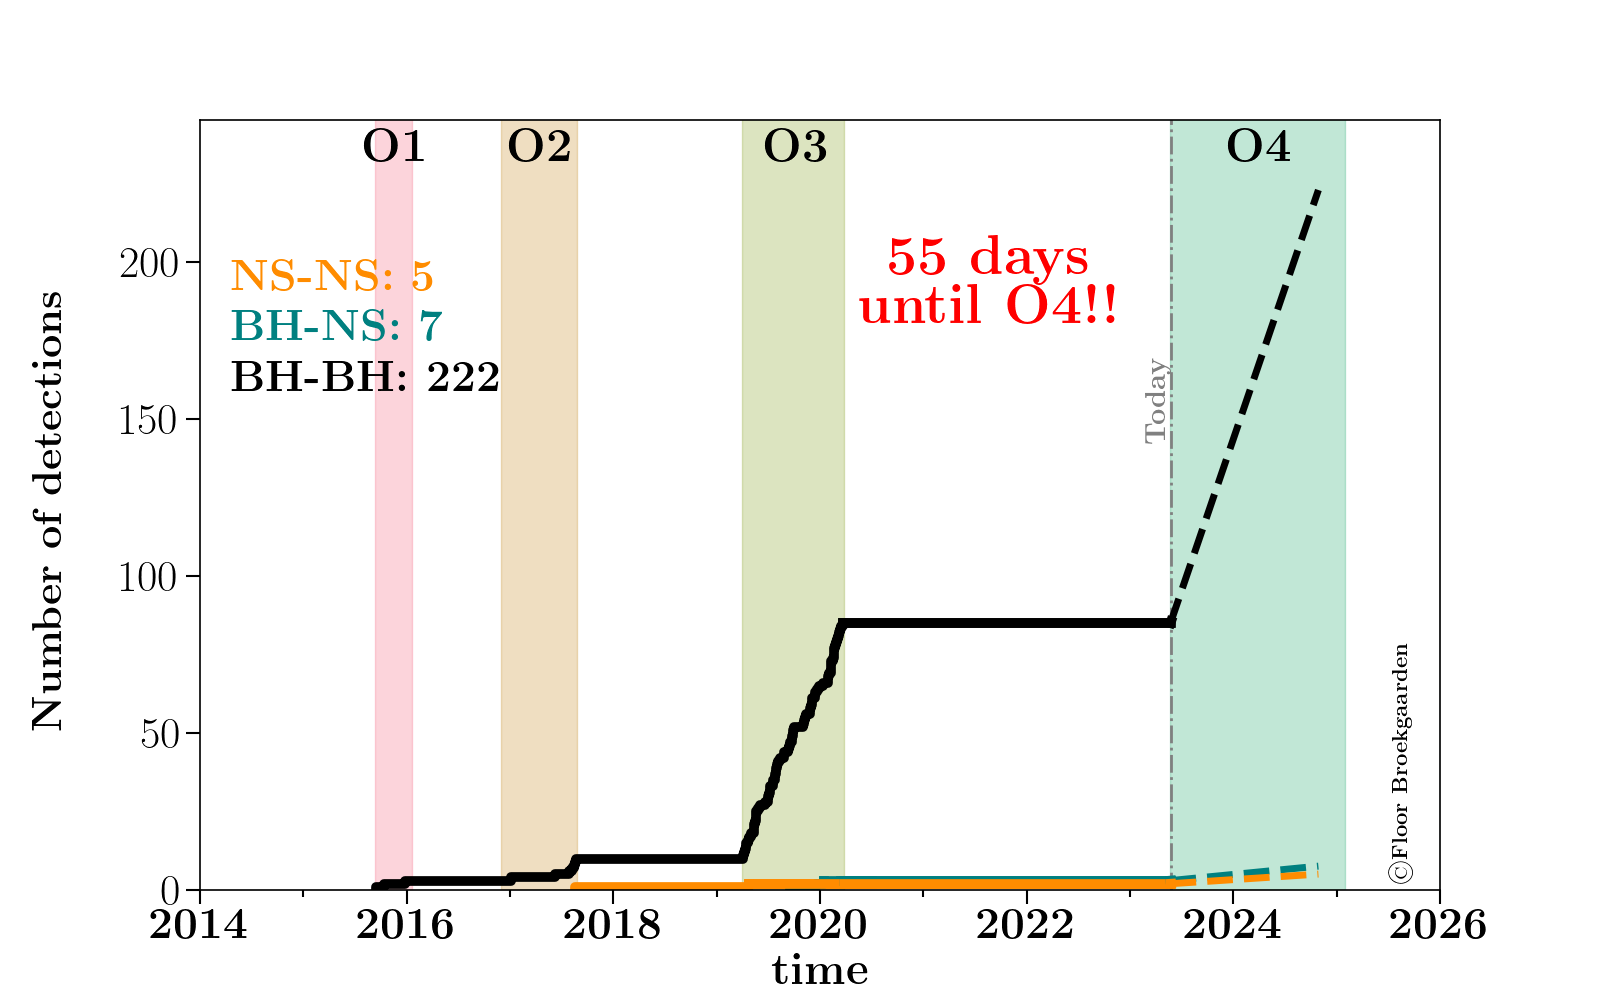 O1 O2 O3 O4
NS-NS: 5
BH-NS: 7
BH-BH: 222
55 days
until O4!!
Today
©Floor Broekgaarden
Number of detections
200
150
100
50
0
2014 2016 2018 2020 2022 2024 2026
time